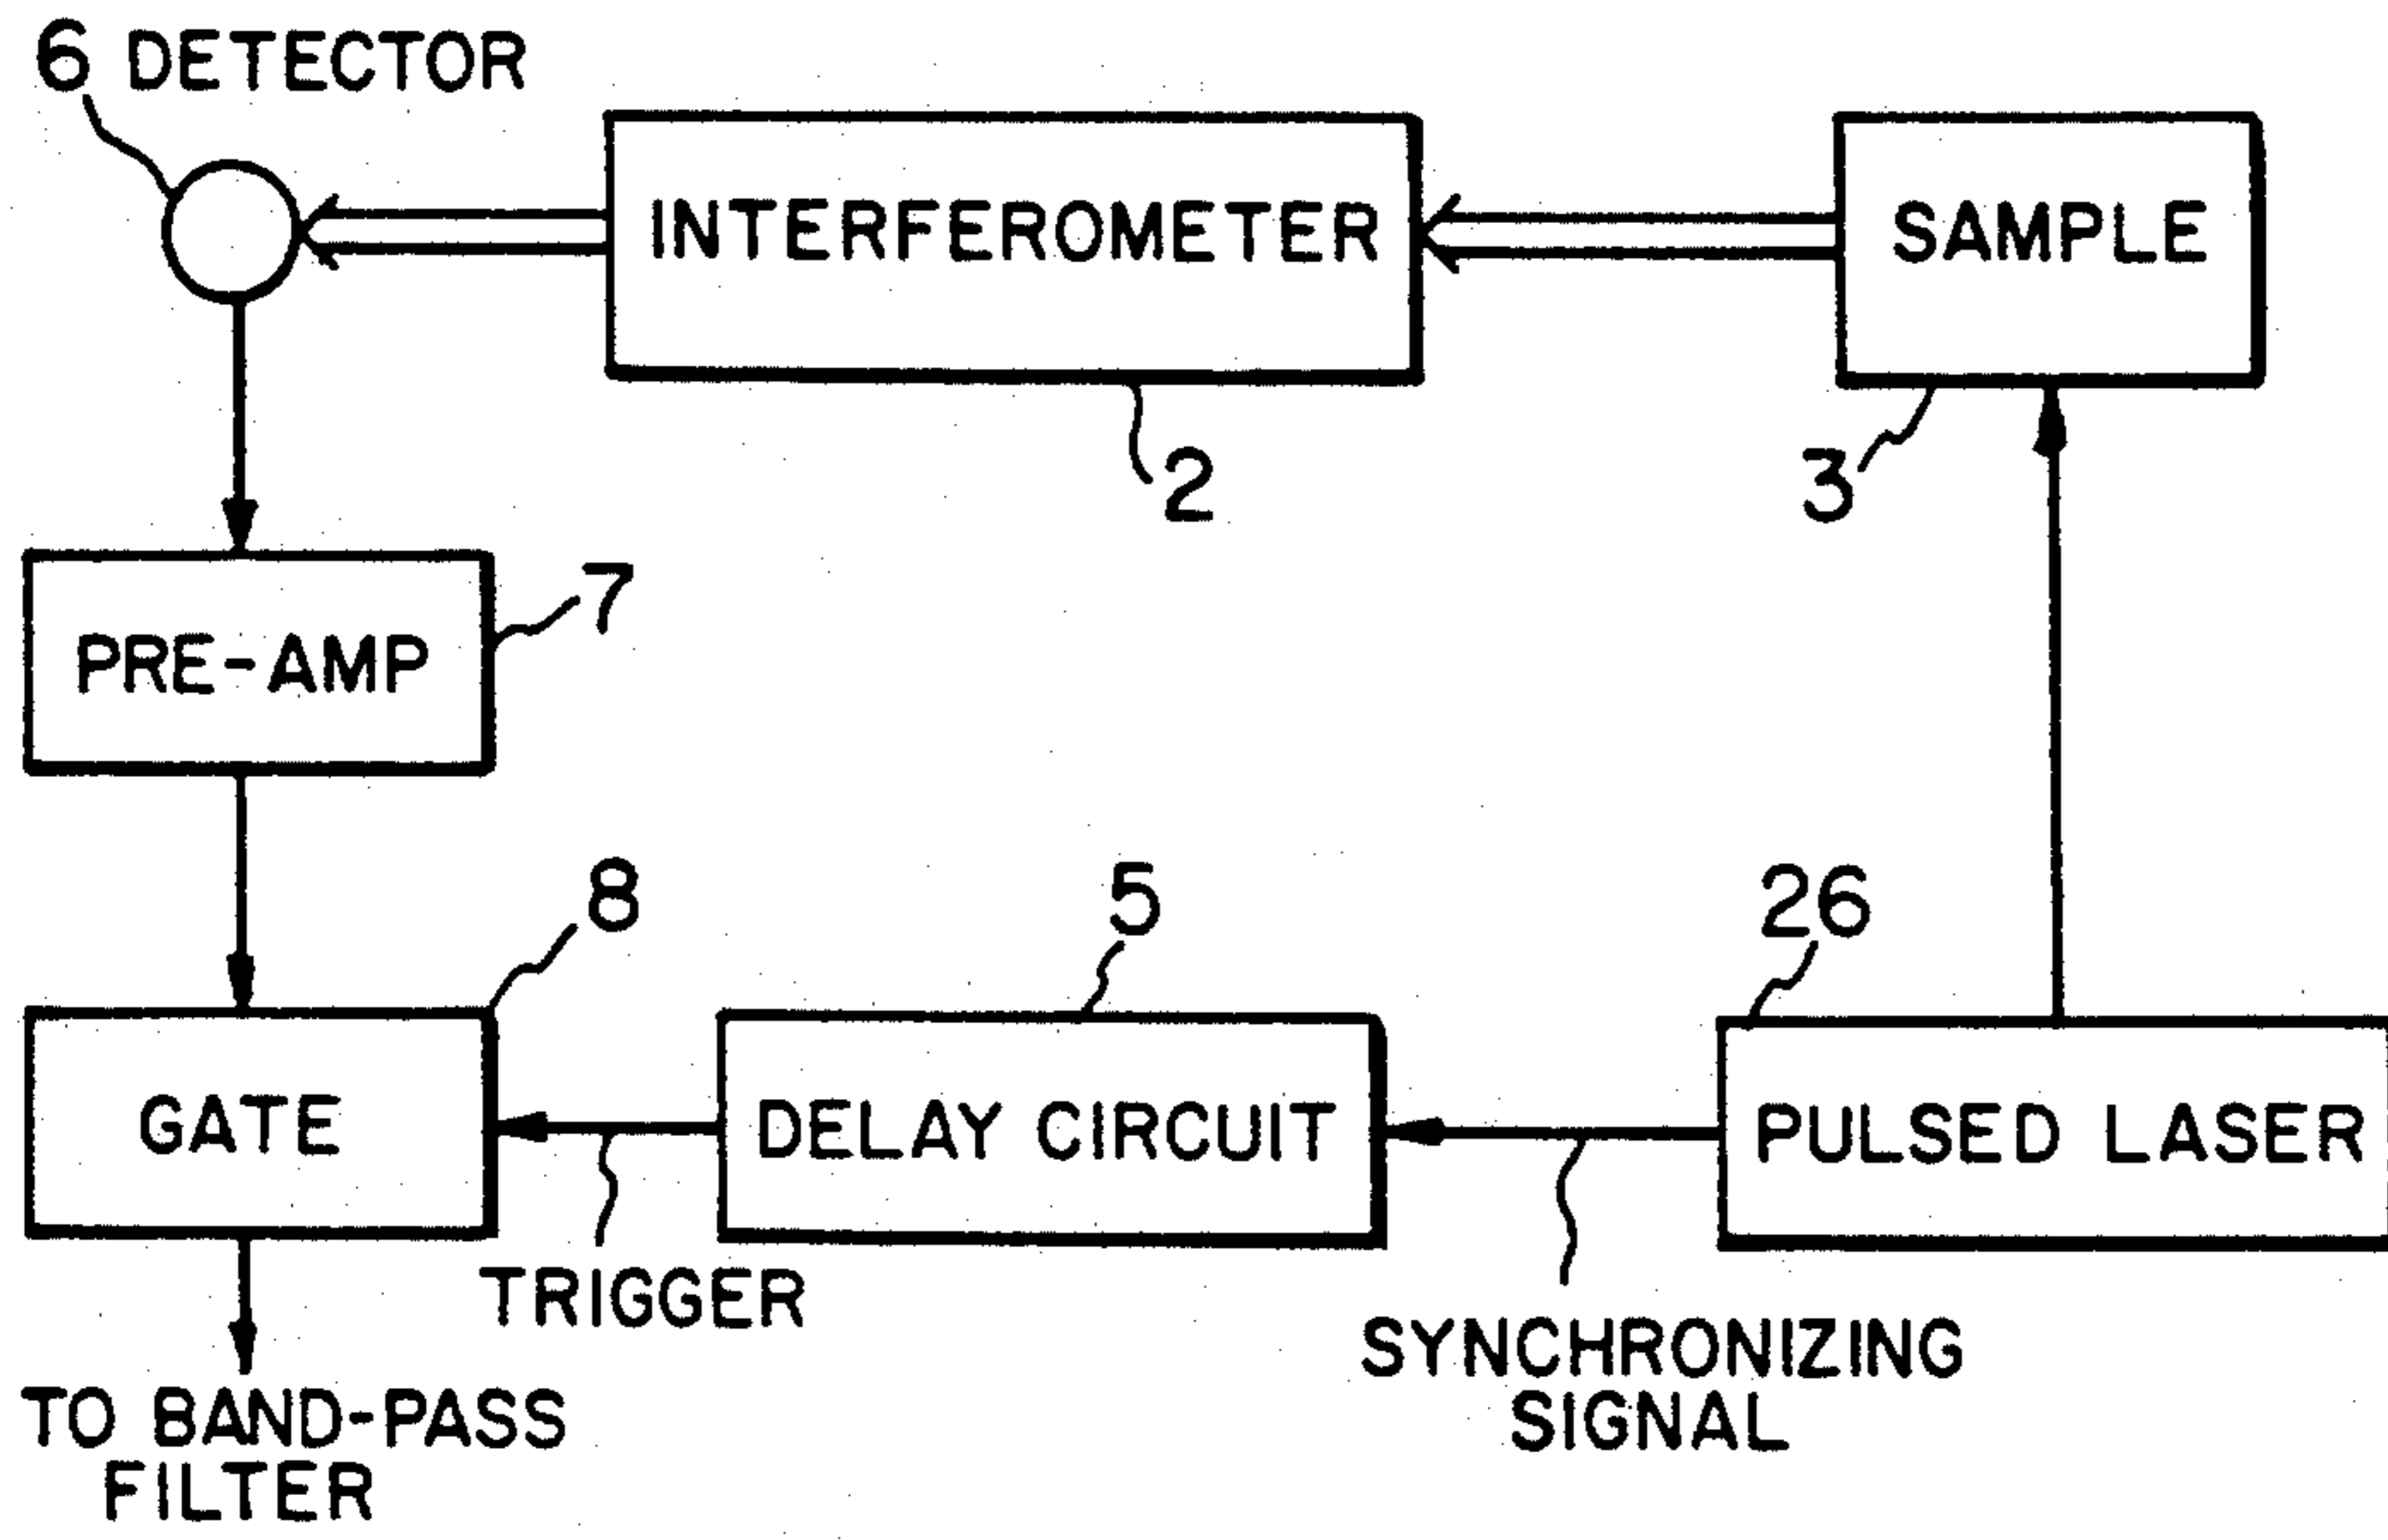 6 DETECTOR
INTERFEROMETER
SAMPLE
2
3
7
PRE-AMP
8
5
26
GATE
DELAY CIRCUIT
PULSED LASER
TRIGGER
SYNCHRONIZING
SIGNAL
TO BAND-PASS
FILTER